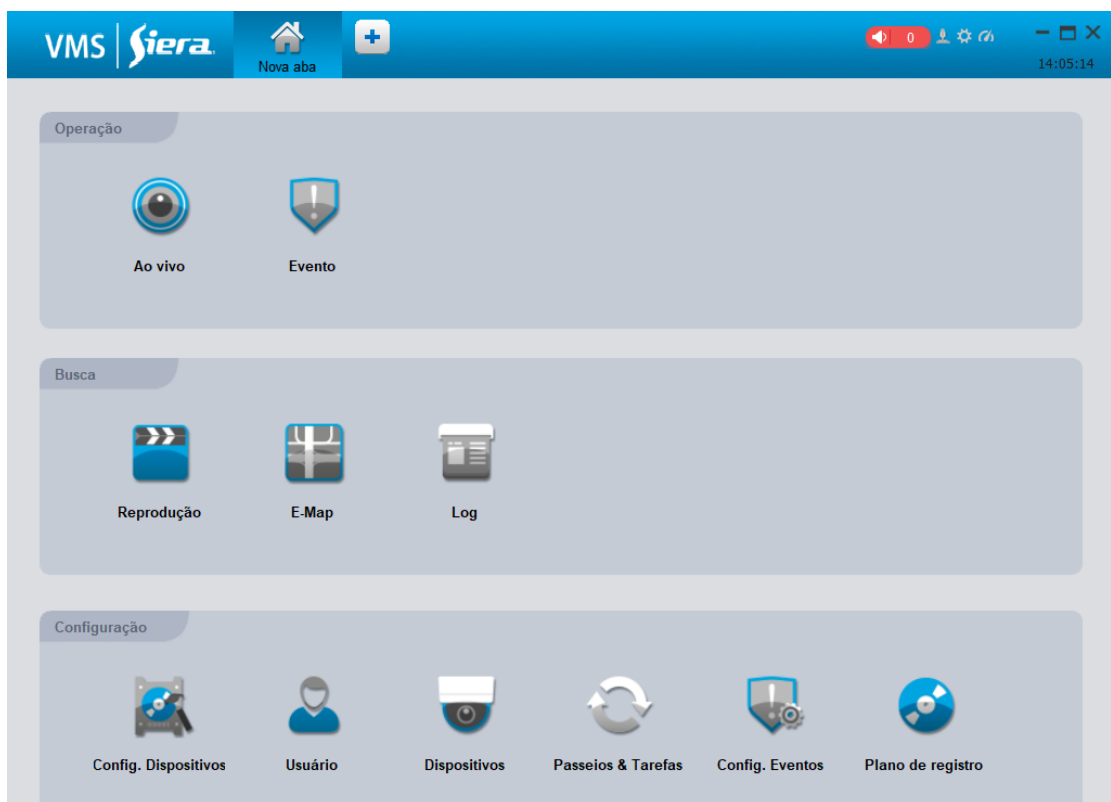 VMS Siera
Nova aba
0
14:05:14
Operação
Ao vivo
Evento
Busca
Reprodução
E-Map
Log
Configuração
Config. Dispositivos
Usuário
Dispositivos
Passeios & Tarefas
Config. Eventos
Plano de registro